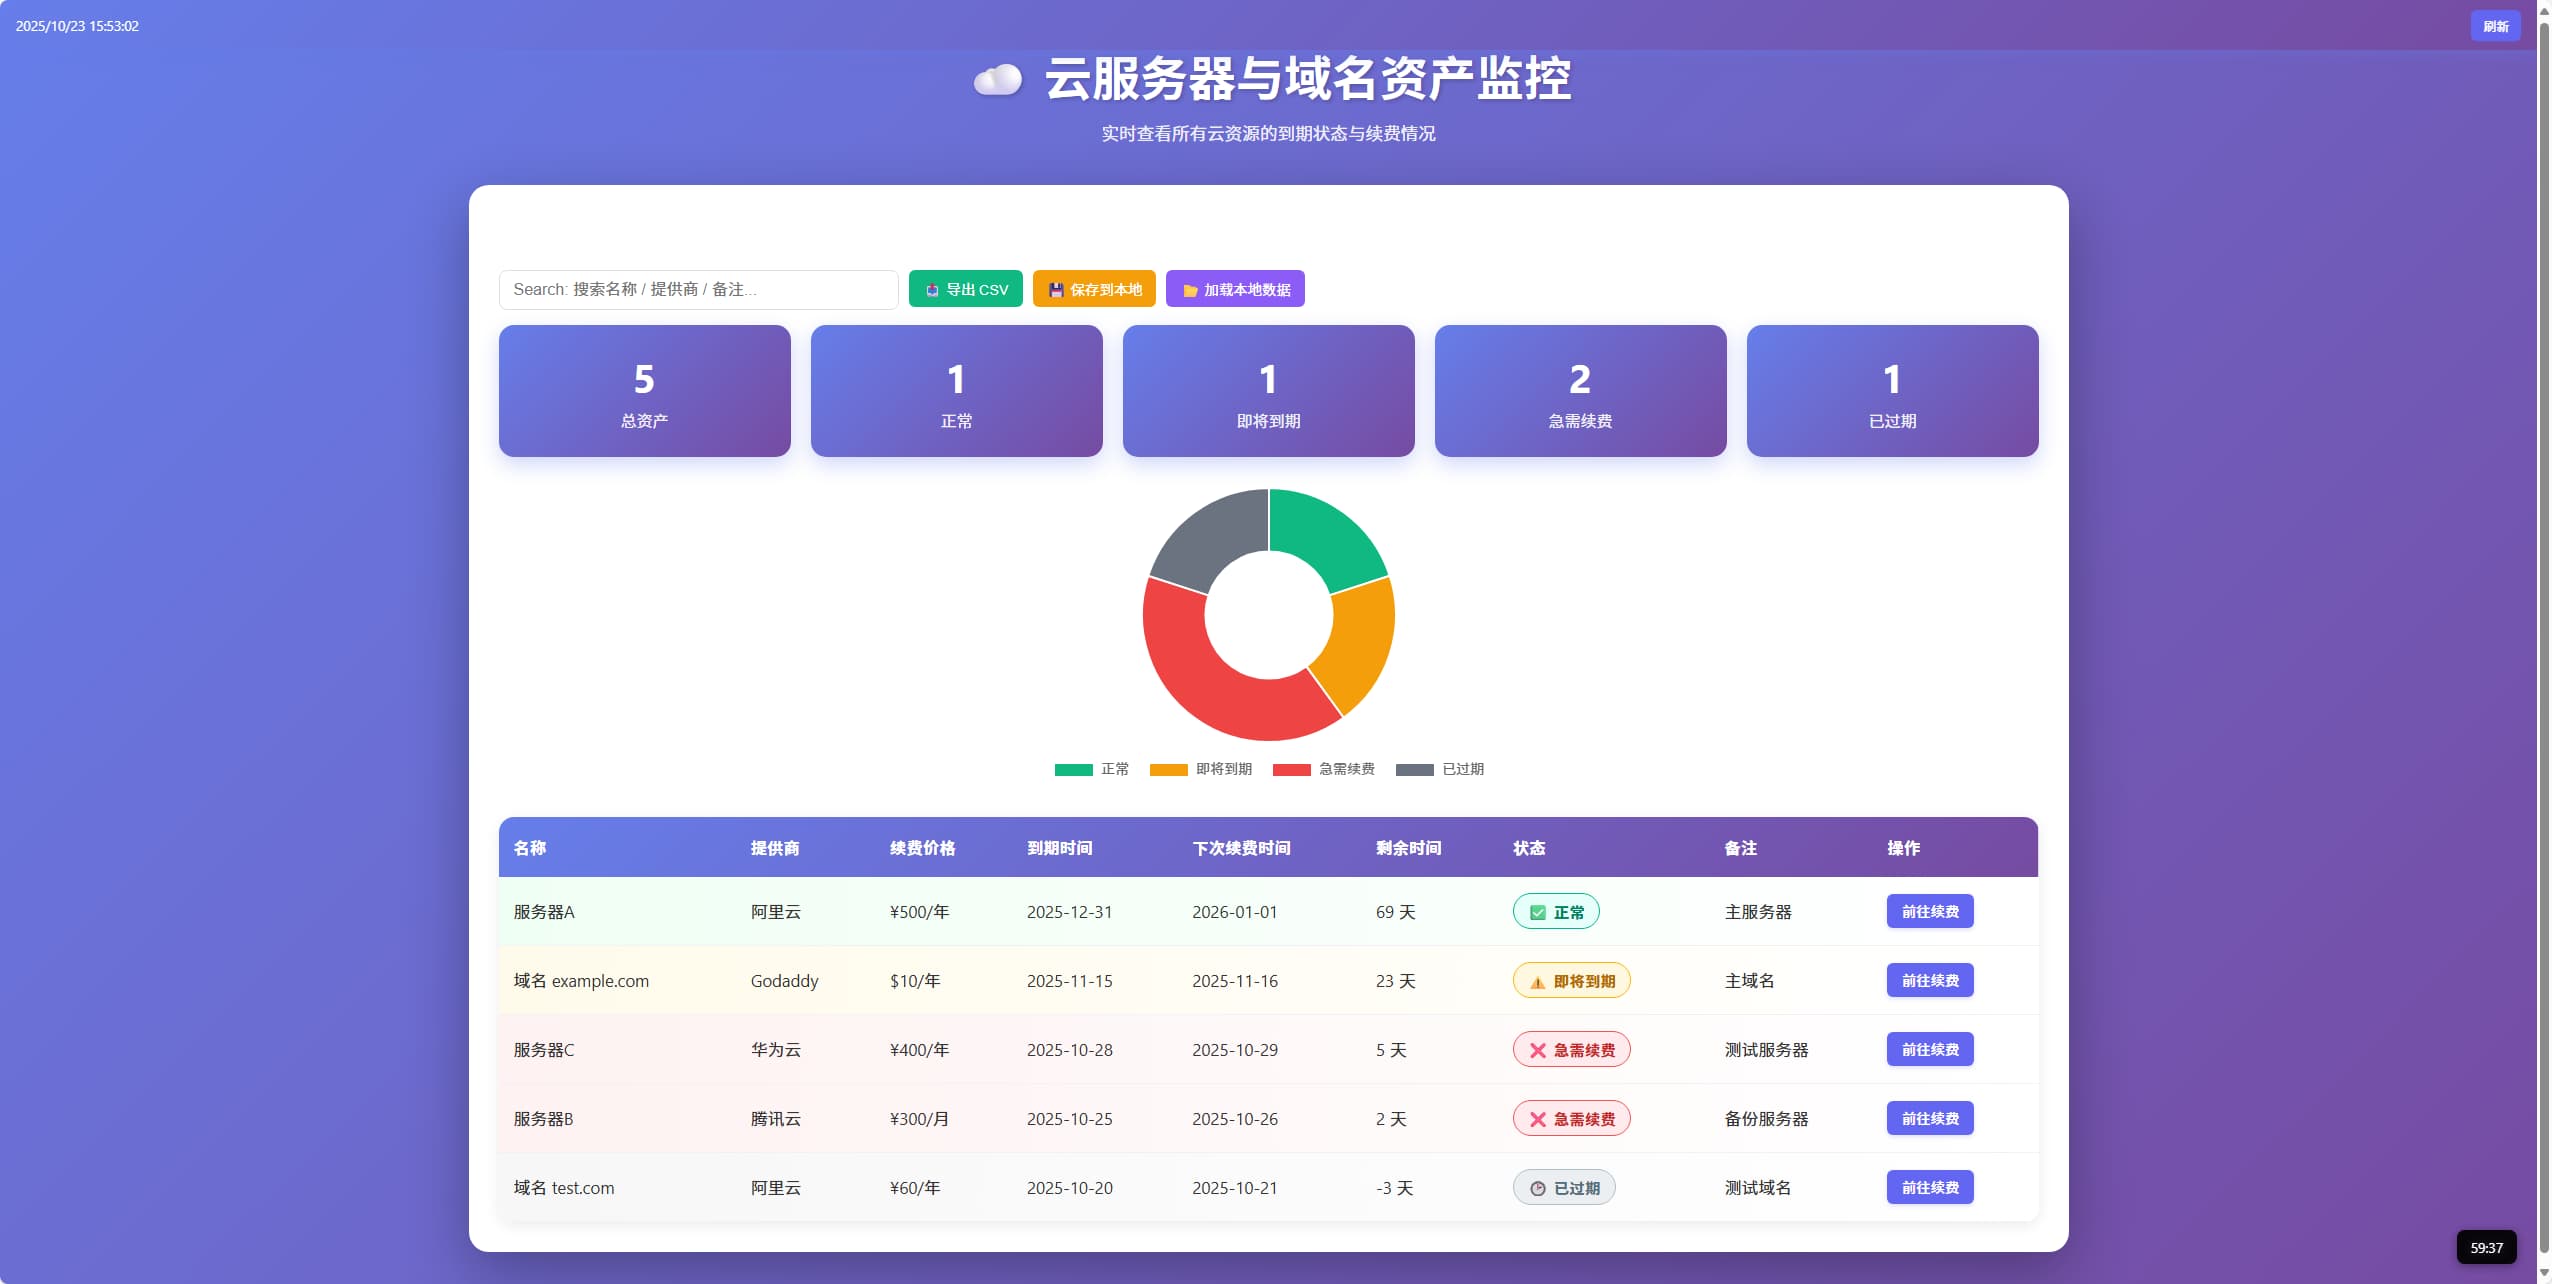 2025/10/23 15:53:02
刷新
云服务器与域名资产监控
实时查看所有云资源的到期状态与续费情况
Search: 搜索名称 / 提供商 / 备注...
导出 CSV
保存到本地
加载本地数据
5
总资产
1
正常
1
即将到期
2
急需续费
1
已过期
正常 即将到期 急需续费 已过期
名称 提供商 续费价格 到期时间 下次续费时间 剩余时间 状态 备注 操作
服务器A 阿里云 ¥500/年 2025-12-31 2026-01-01 69 天 正常 主服务器 前往续费
域名 example.com Godaddy $10/年 2025-11-15 2025-11-16 23 天 即将到期 主域名 前往续费
服务器C 华为云 ¥400/年 2025-10-28 2025-10-29 5 天 急需续费 测试服务器 前往续费
服务器B 腾讯云 ¥300/月 2025-10-25 2025-10-26 2 天 急需续费 备份服务器 前往续费
域名 test.com 阿里云 ¥60/年 2025-10-20 2025-10-21 -3 天 已过期 测试域名 前往续费
59:37